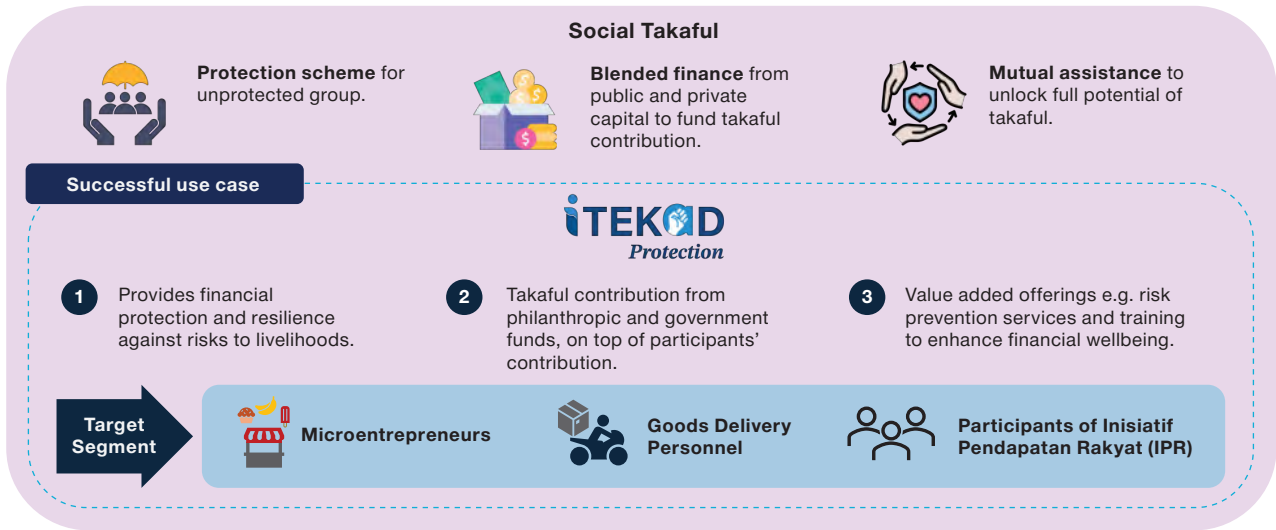 Social Takaful
Protection scheme for
unprotected group.
Blended finance from
public and private
capital to fund takaful
contribution.
Mutual assistance to
unlock full potential of
takaful.
Successful use case
iTEKAD
Protection
1
Provides financial
protection and resilience
against risks to livelihoods.
2
Takaful contribution from
philanthropic and government
funds, on top of participants'
contribution.
3
Value added offerings e.g. risk
prevention services and training
to enhance financial wellbeing.
Target
Segment
Microentrepreneurs
Goods Delivery
Personnel
Participants of Inisiatif
Pendapatan Rakyat (IPR)